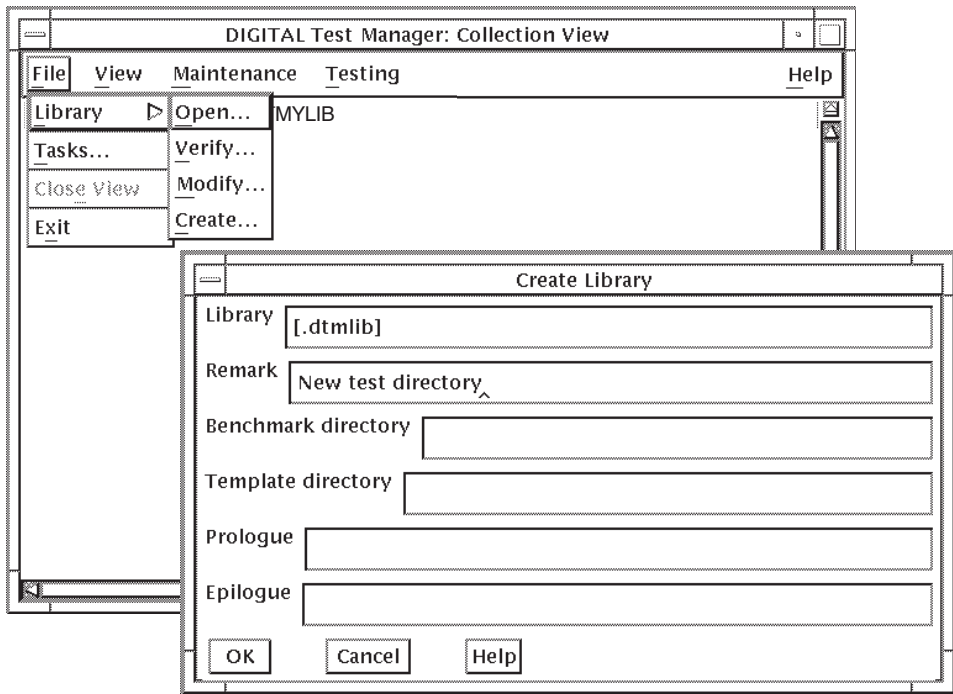 DIGITAL Test Manager: Collection View
File View Maintenance Testing Help
Library Open... MYLIB
Tasks... Verify...
Close View Modify...
Exit Create...
Create Library
Library [.dtmlib]
Remark New test directory
Benchmark directory
Template directory
Prologue
Epilogue
OK Cancel Help